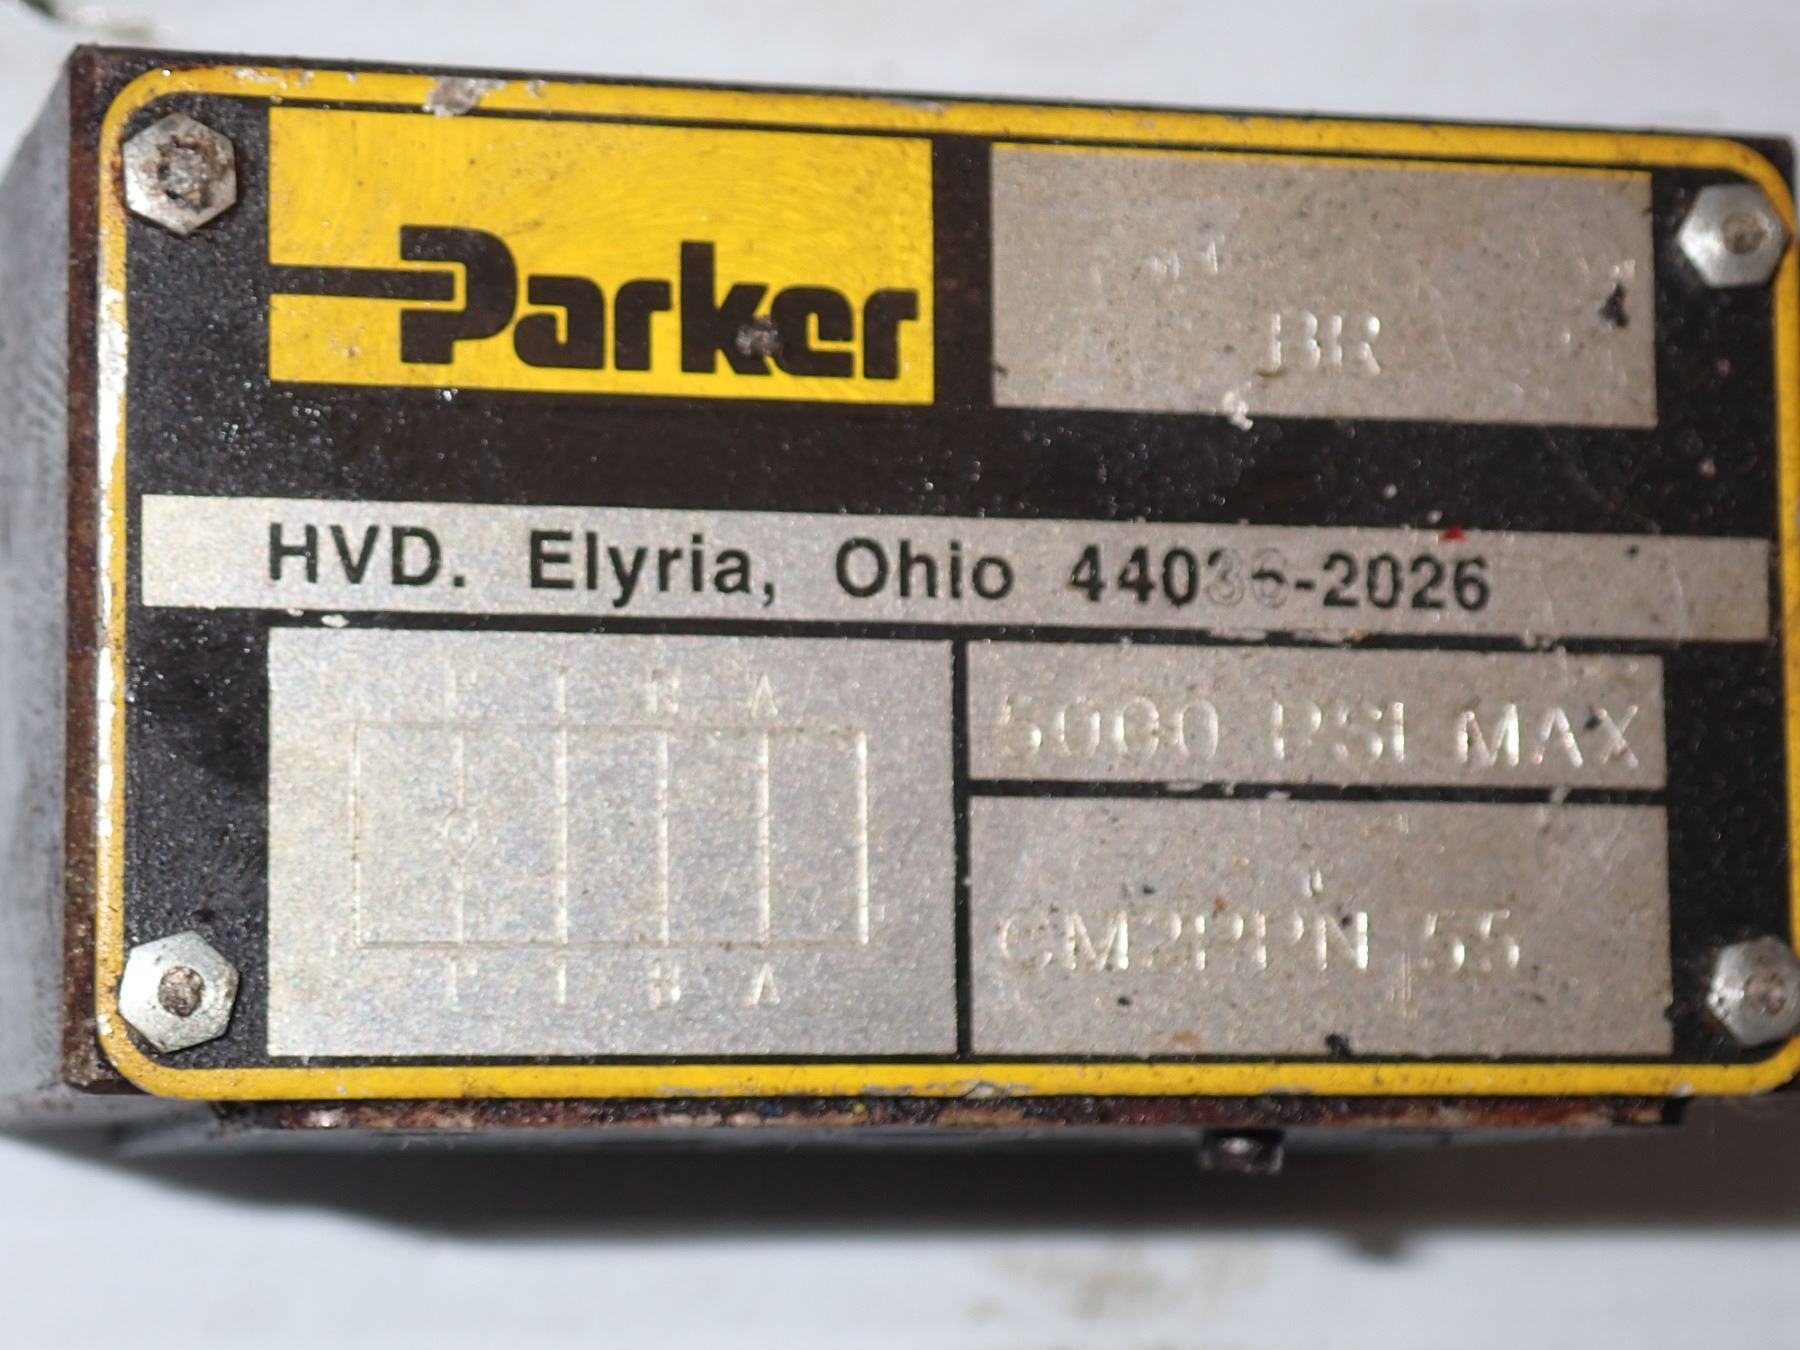 Parker
BR
HVD. Elyria, Ohio 44036-2026
P T B A
5000 PSI MAX
CM2PPN 55
P T B A